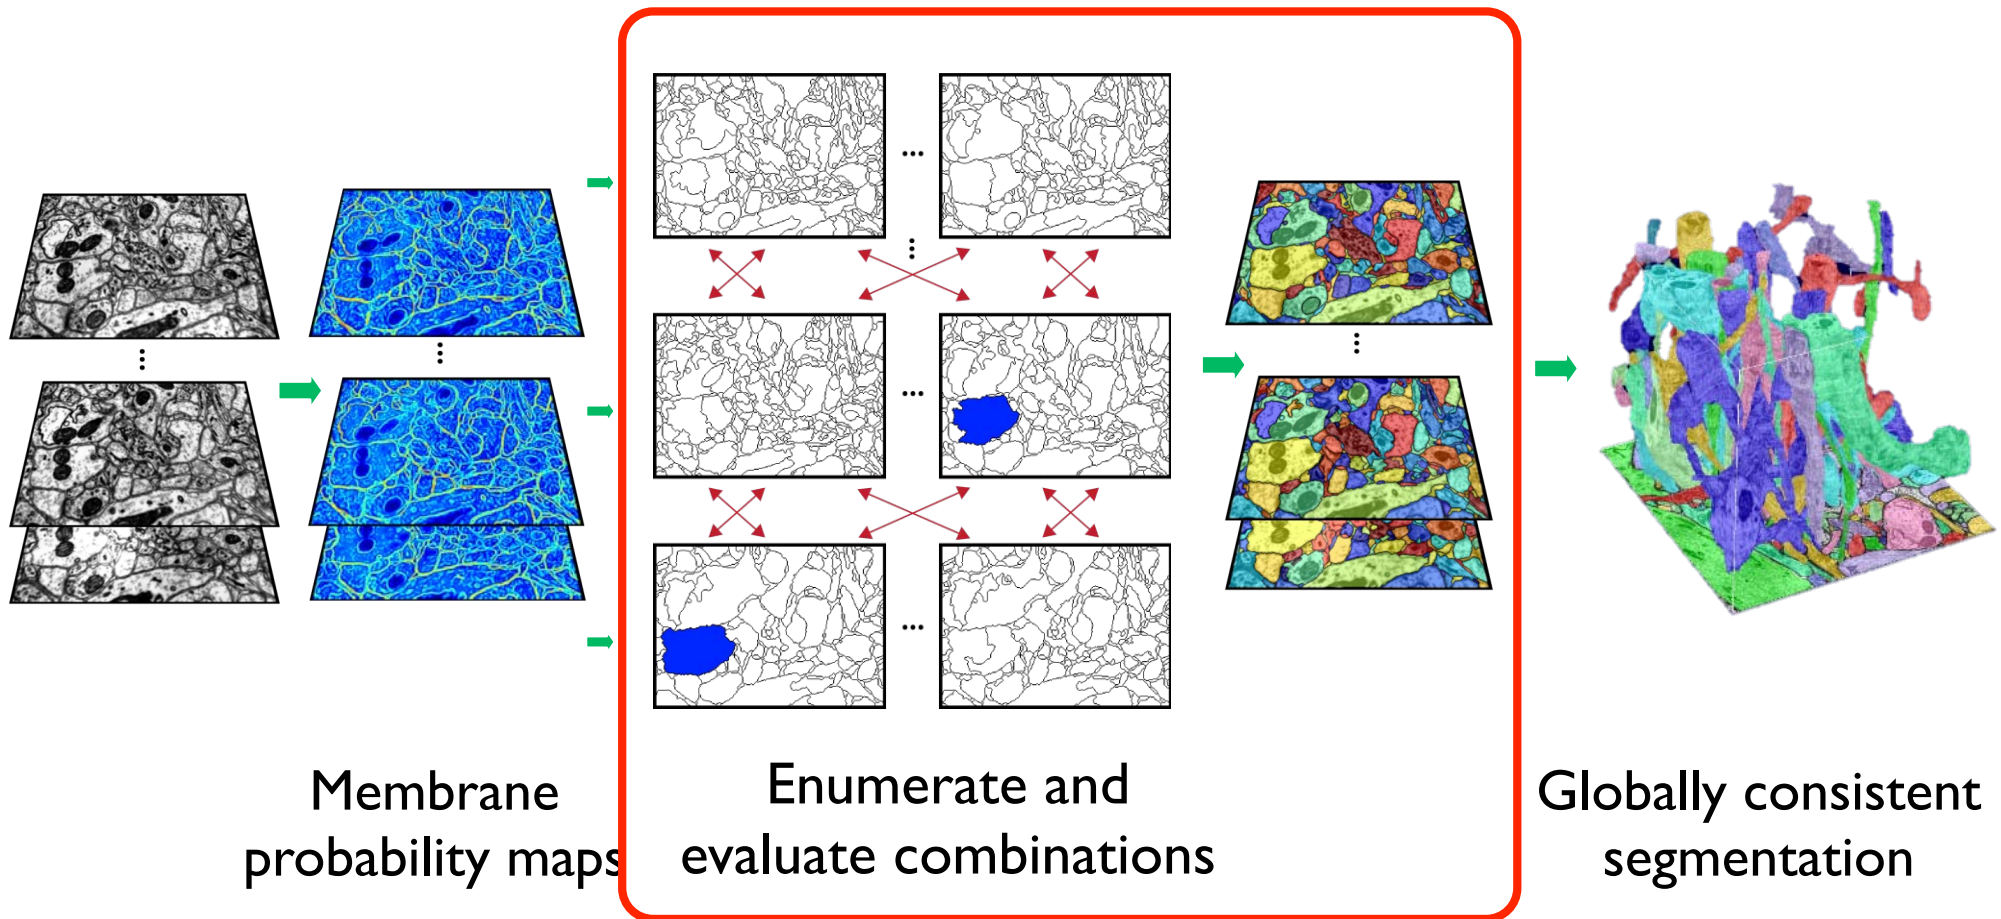 Membrane
probability maps
Enumerate and
evaluate combinations
Globally consistent
segmentation